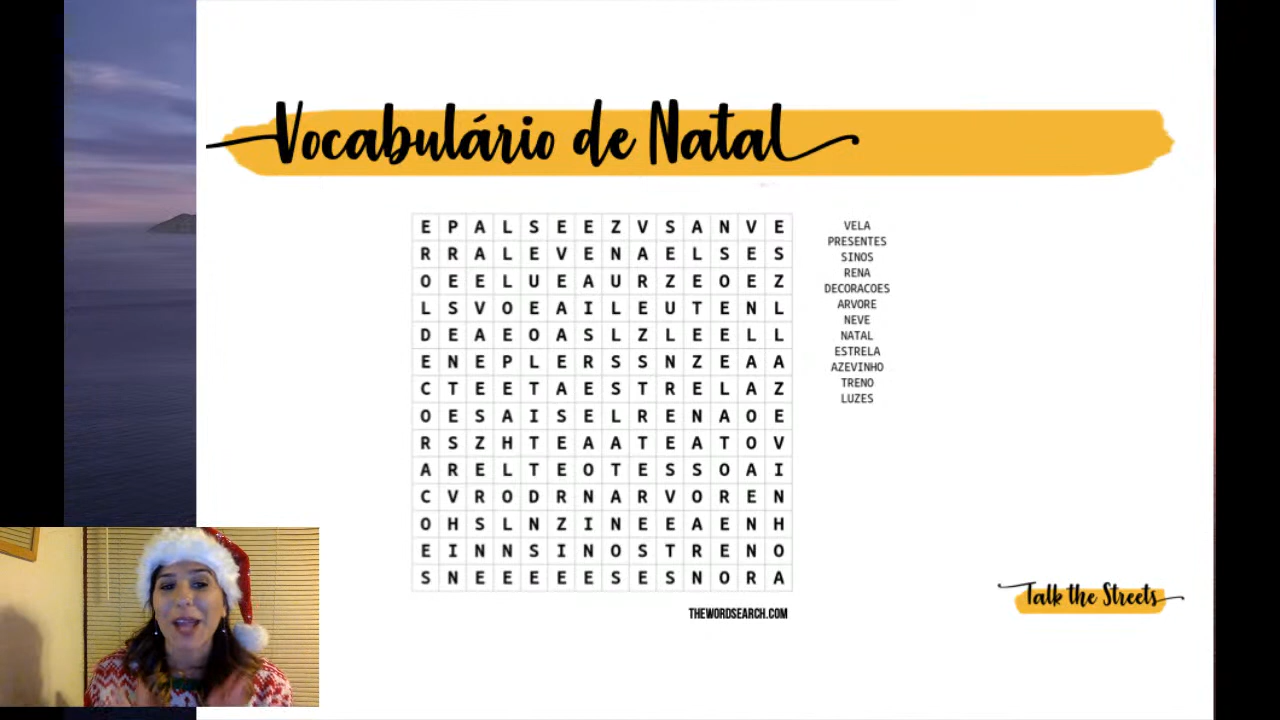 Vocabulário de Natal
E P A L S E E Z V S A N V E
R R A L E V E N A E L S E S
O E E L U E A U R Z E O E Z
L S V O E A I L E U T E N L
D E A E O A S L Z L E E L L
E N E P L E R S S N Z E A A
C T E E T A E S T R E L A Z
O E S A I S E L R E N A O E
R S Z H T E A A T E A T O V
A R E L T E O T E S S O A I
C V R O D R N A R V O R E N
O H S L N Z I N E E A E N H
E I N N S I N O S T R E N O
S N E E E E E S E S N O R A
VELA
PRESENTES
SINOS
RENA
DECORACOES
ARVORE
NEVE
NATAL
ESTRELA
AZEVINHO
TRENO
LUZES
THEWORDSEARCH.COM
Talk the Streets